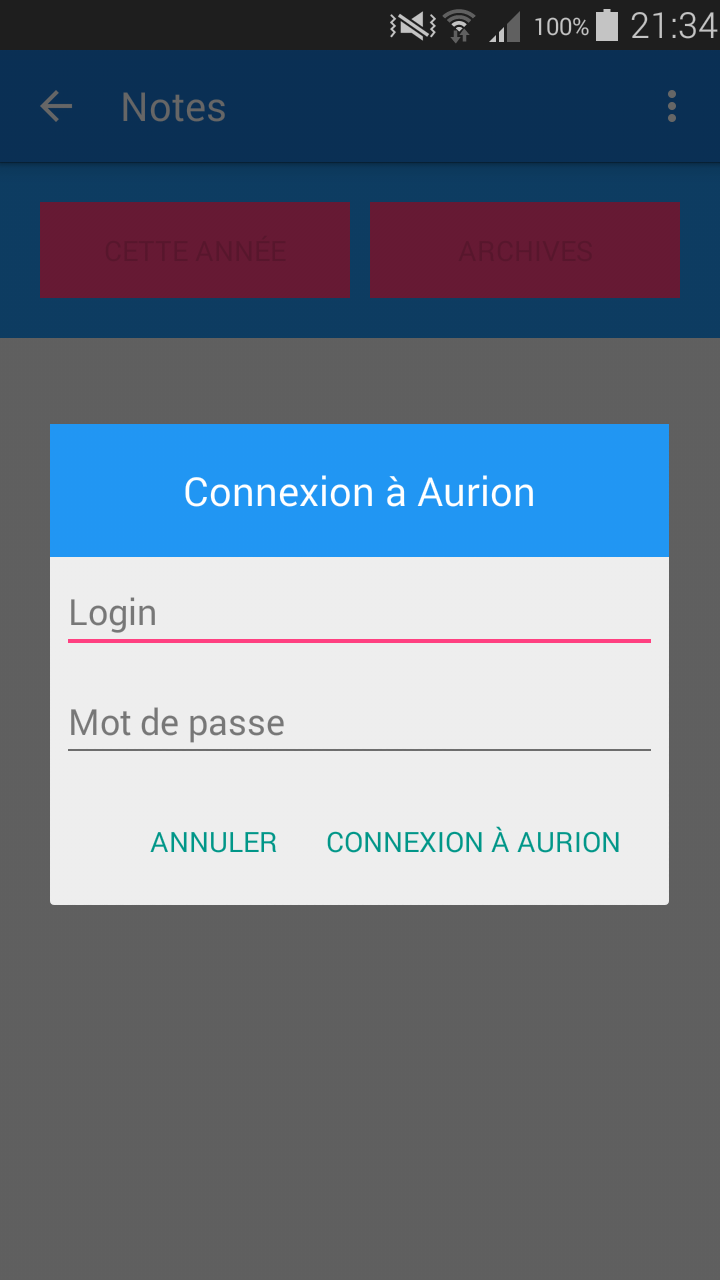 100% 21:34
Notes
CETTE ANNÉE ARCHIVES
Connexion à Aurion
Login
Mot de passe
ANNULER CONNEXION À AURION